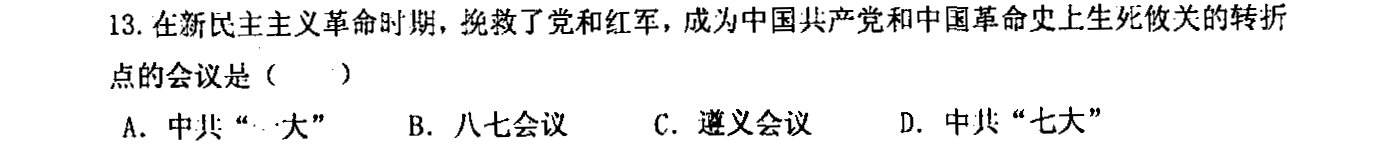 13. 在新民主主义革命时期，挽救了党和红军，成为中国共产党和中国革命史上生死攸关的转折
点的会议是（　　）
A. 中共“一大”　　B. 八七会议　　C. 遵义会议　　D. 中共“七大”